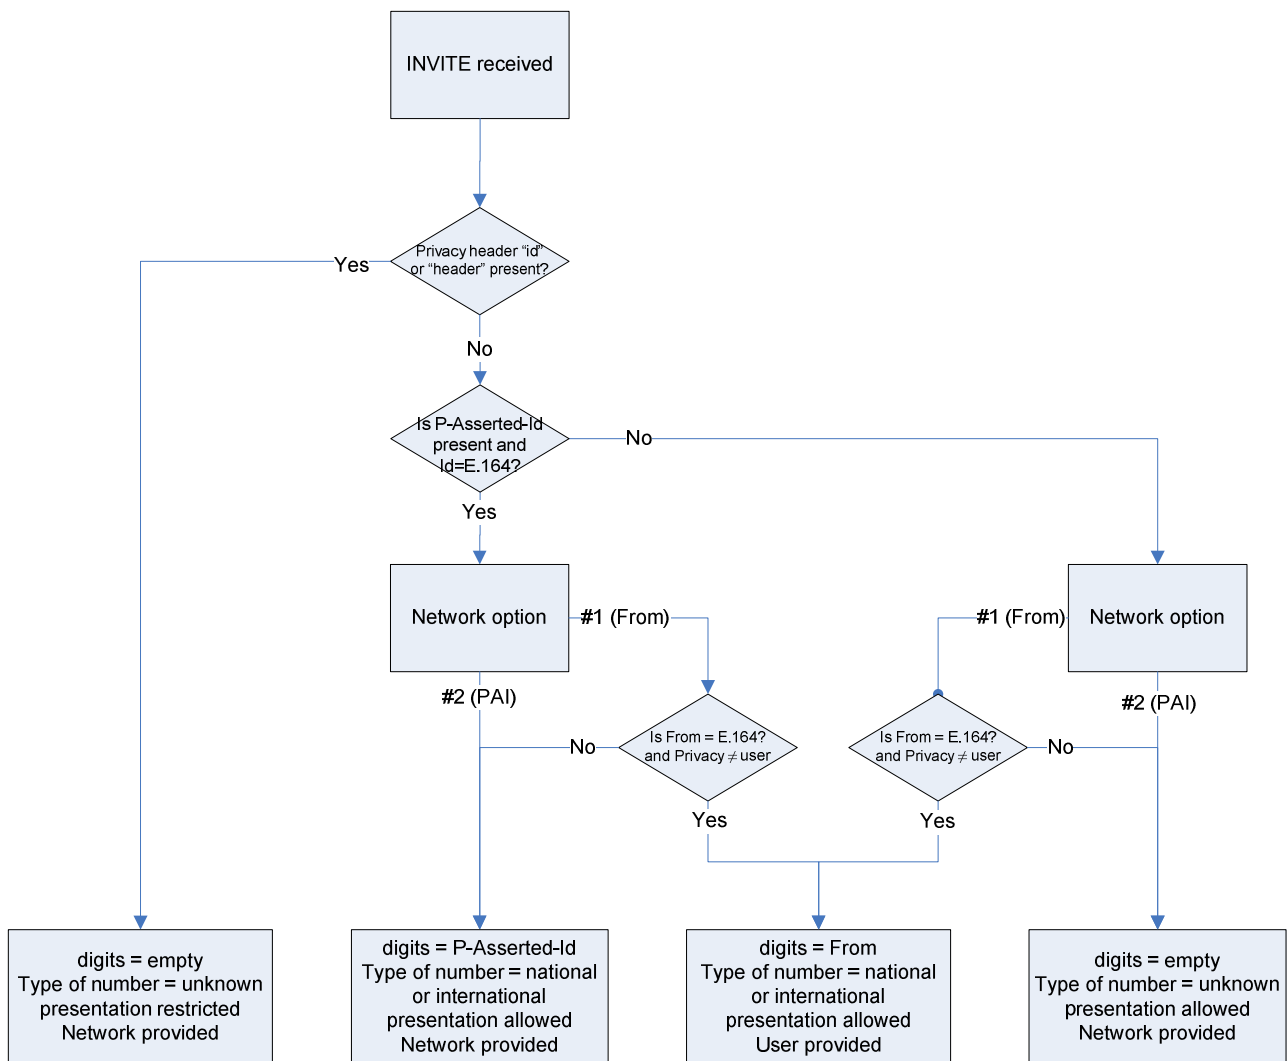 INVITE received
Privacy header “id”
or “header” present?
Yes
No
Is P-Asserted-Id
present and
Id=E.164?
No
Yes
Network option
#1 (From)
#1 (From)
Network option
#2 (PAI)
#2 (PAI)
Is From = E.164?
and Privacy ≠ user
No
Is From = E.164?
and Privacy ≠ user
No
Yes
Yes
digits = empty
Type of number = unknown
presentation restricted
Network provided
digits = P-Asserted-Id
Type of number = national
or international
presentation allowed
Network provided
digits = From
Type of number = national
or international
presentation allowed
User provided
digits = empty
Type of number = unknown
presentation allowed
Network provided